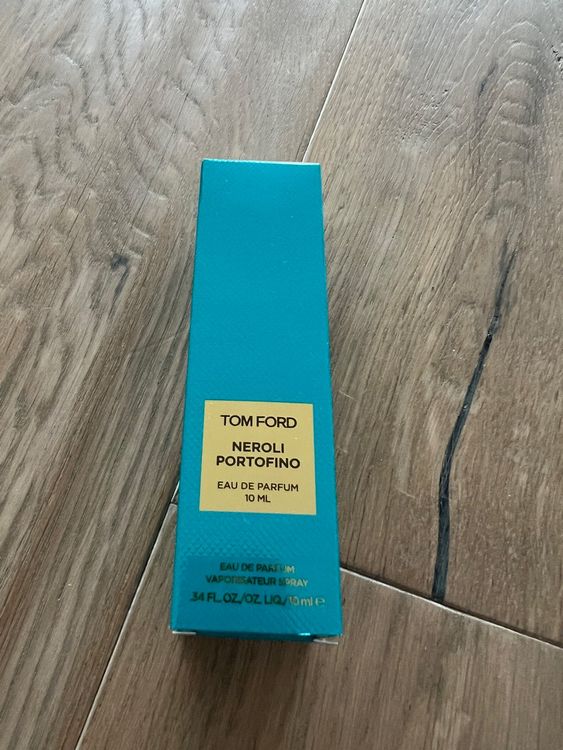 TOM FORD
NEROLI
PORTOFINO
EAU DE PARFUM
10 ML
EAU DE PARFUM
VAPORISATEUR SPRAY
.34 FL.OZ./OZ. LIQ./10 ml ℮